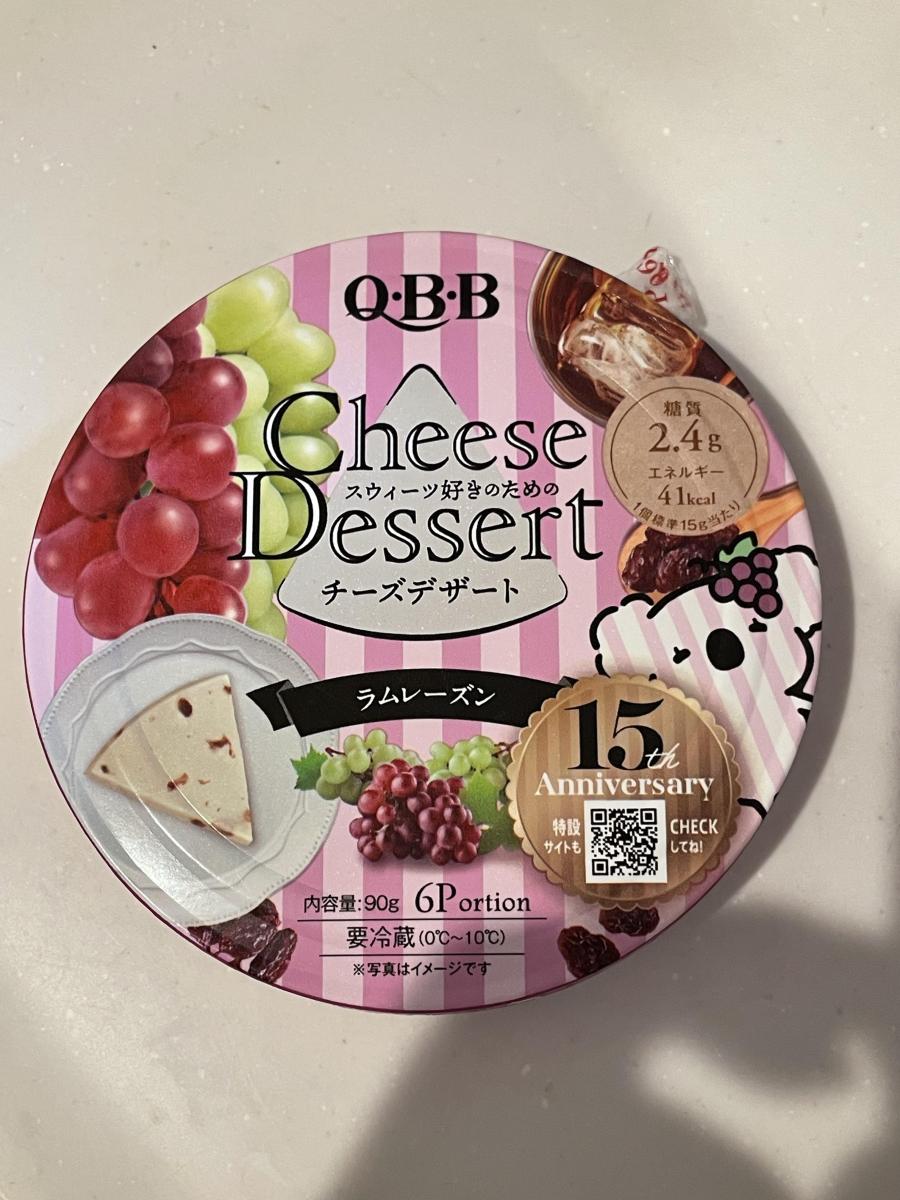 Q・B・B
Cheese
スウィーツ好きのための
Dessert
チーズデザート
糖質
2.4g
エネルギー
41kcal
1個標準15g当たり
ラムレーズン
15th
Anniversary
特設
サイトも
CHECK
してね!
内容量:90g 6Portion
要冷蔵(0℃~10℃)
※写真はイメージです